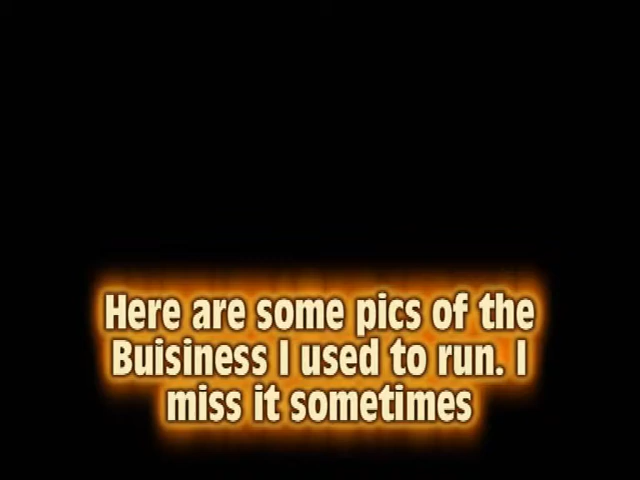 Here are some pics of the
Buisiness I used to run. I
miss it sometimes